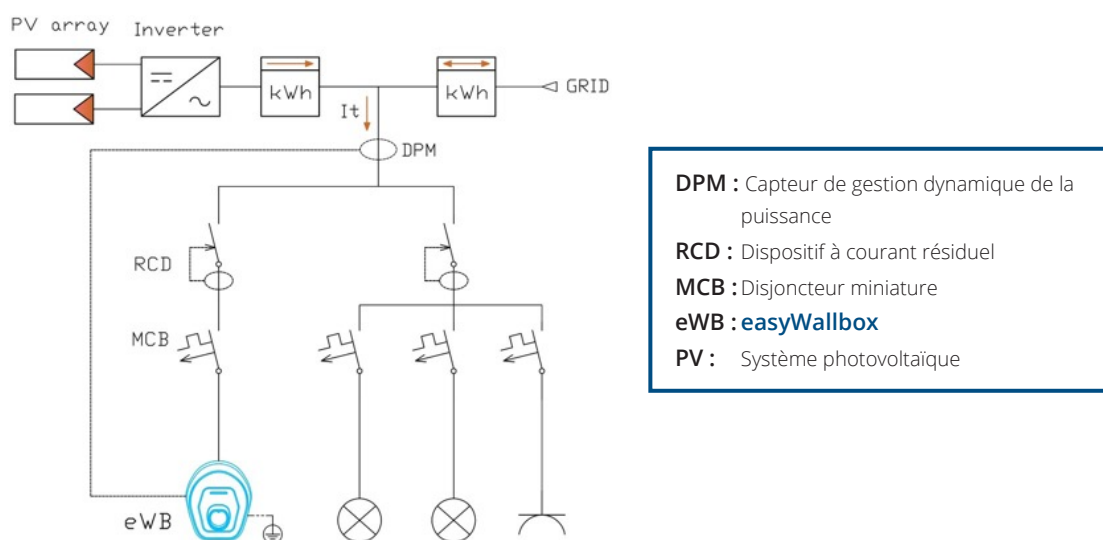 PV array
Inverter
kWh
kWh
GRID
It
DPM
RCD
MCB
eWB
DPM : Capteur de gestion dynamique de la
puissance
RCD : Dispositif à courant résiduel
MCB : Disjoncteur miniature
eWB : easyWallbox
PV : Système photovoltaïque